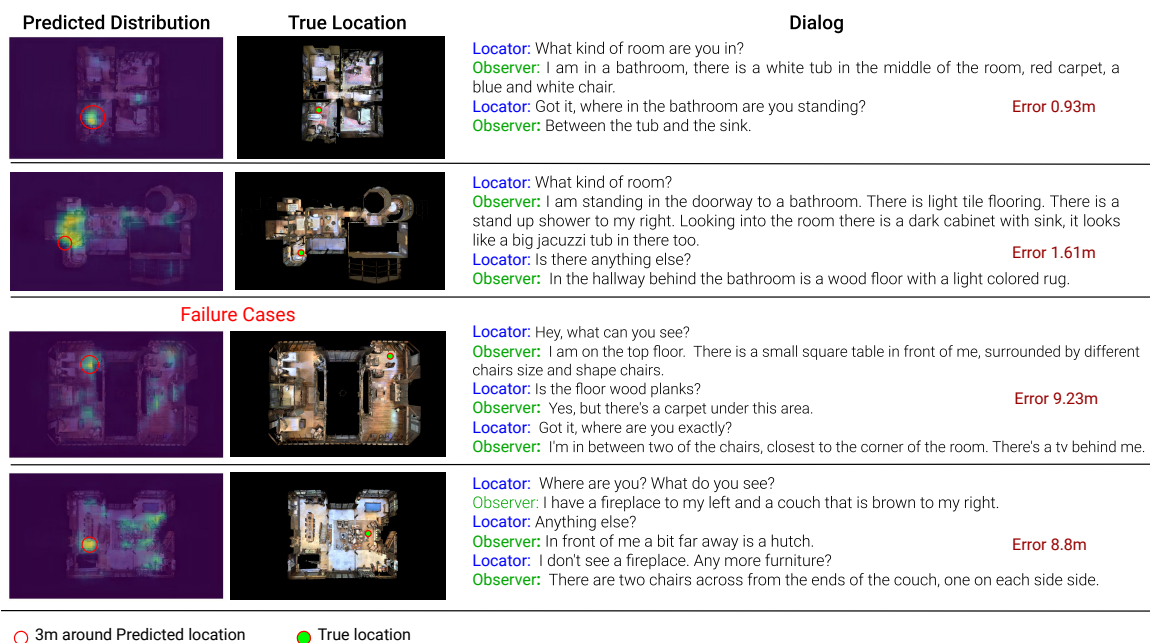 Predicted Distribution
True Location
Dialog
Locator: What kind of room are you in?
Observer: I am in a bathroom, there is a white tub in the middle of the room, red carpet, a
blue and white chair.
Locator: Got it, where in the bathroom are you standing?
Observer: Between the tub and the sink.
Error 0.93m
Locator: What kind of room?
Observer: I am standing in the doorway to a bathroom. There is light tile flooring. There is a
stand up shower to my right. Looking into the room there is a dark cabinet with sink, it looks
like a big jacuzzi tub in there too.
Locator: Is there anything else?
Observer: In the hallway behind the bathroom is a wood floor with a light colored rug.
Error 1.61m
Failure Cases
Locator: Hey, what can you see?
Observer: I am on the top floor. There is a small square table in front of me, surrounded by different
chairs size and shape chairs.
Locator: Is the floor wood planks?
Observer: Yes, but there's a carpet under this area.
Locator: Got it, where are you exactly?
Observer: I'm in between two of the chairs, closest to the corner of the room. There's a tv behind me.
Error 9.23m
Locator: Where are you? What do you see?
Observer: I have a fireplace to my left and a couch that is brown to my right.
Locator: Anything else?
Observer: In front of me a bit far away is a hutch.
Locator: I don't see a fireplace. Any more furniture?
Observer: There are two chairs across from the ends of the couch, one on each side side.
Error 8.8m
3m around Predicted location
True location